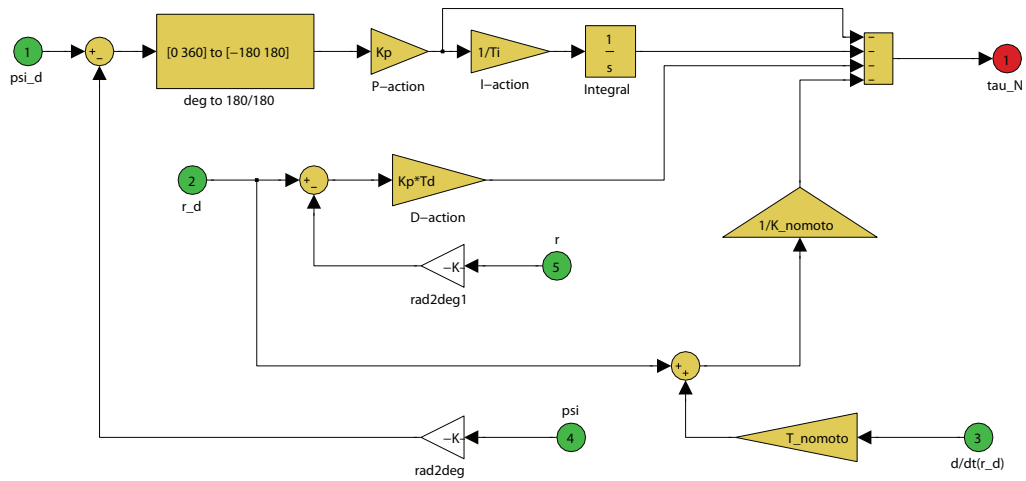 1
psi_d
+
−
[0 360] to [−180 180]
deg to 180/180
Kp
P−action
1/Ti
I−action
1
s
Integral
−
−
−
−
1
tau_N
2
r_d
+
−
Kp*Td
D−action
1/K_nomoto
r
5
−K−
rad2deg1
+
+
psi
4
−K−
rad2deg
T_nomoto
3
d/dt(r_d)